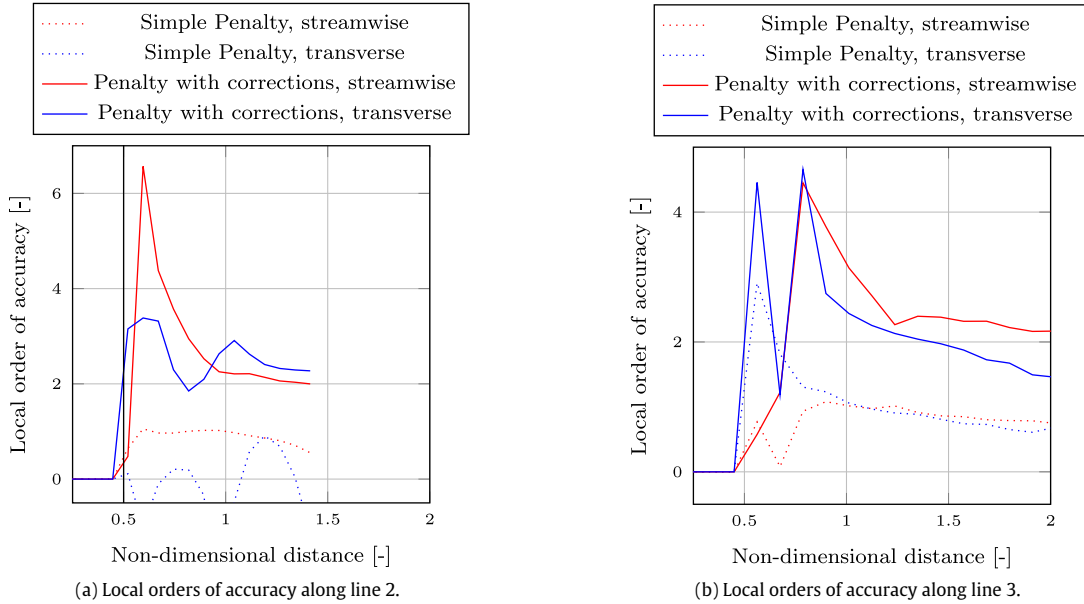 Simple Penalty, streamwise
Simple Penalty, transverse
Penalty with corrections, streamwise
Penalty with corrections, transverse
6
4
2
0
0.5
1
1.5
2
Local order of accuracy [-]
Non-dimensional distance [-]
(a) Local orders of accuracy along line 2.
Simple Penalty, streamwise
Simple Penalty, transverse
Penalty with corrections, streamwise
Penalty with corrections, transverse
4
2
0
0.5
1
1.5
2
Local order of accuracy [-]
Non-dimensional distance [-]
(b) Local orders of accuracy along line 3.